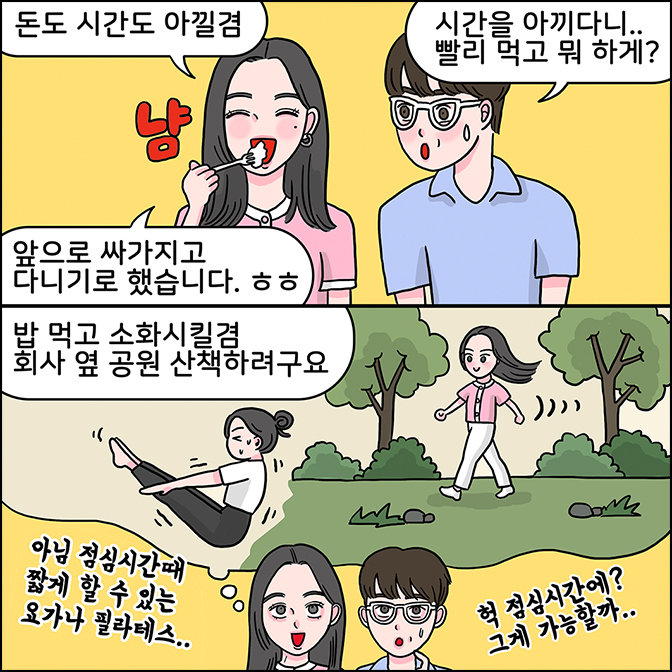 돈도 시간도 아낄겸
시간을 아끼다니..
빨리 먹고 뭐 하게?
냠
앞으로 싸가지고
다니기로 했습니다. ㅎㅎ
밥 먹고 소화시킬겸
회사 옆 공원 산책하려구요
아님 점심시간때
짧게 할 수 있는
요가나 필라테스..
헉 점심시간에?
그게 가능할까..